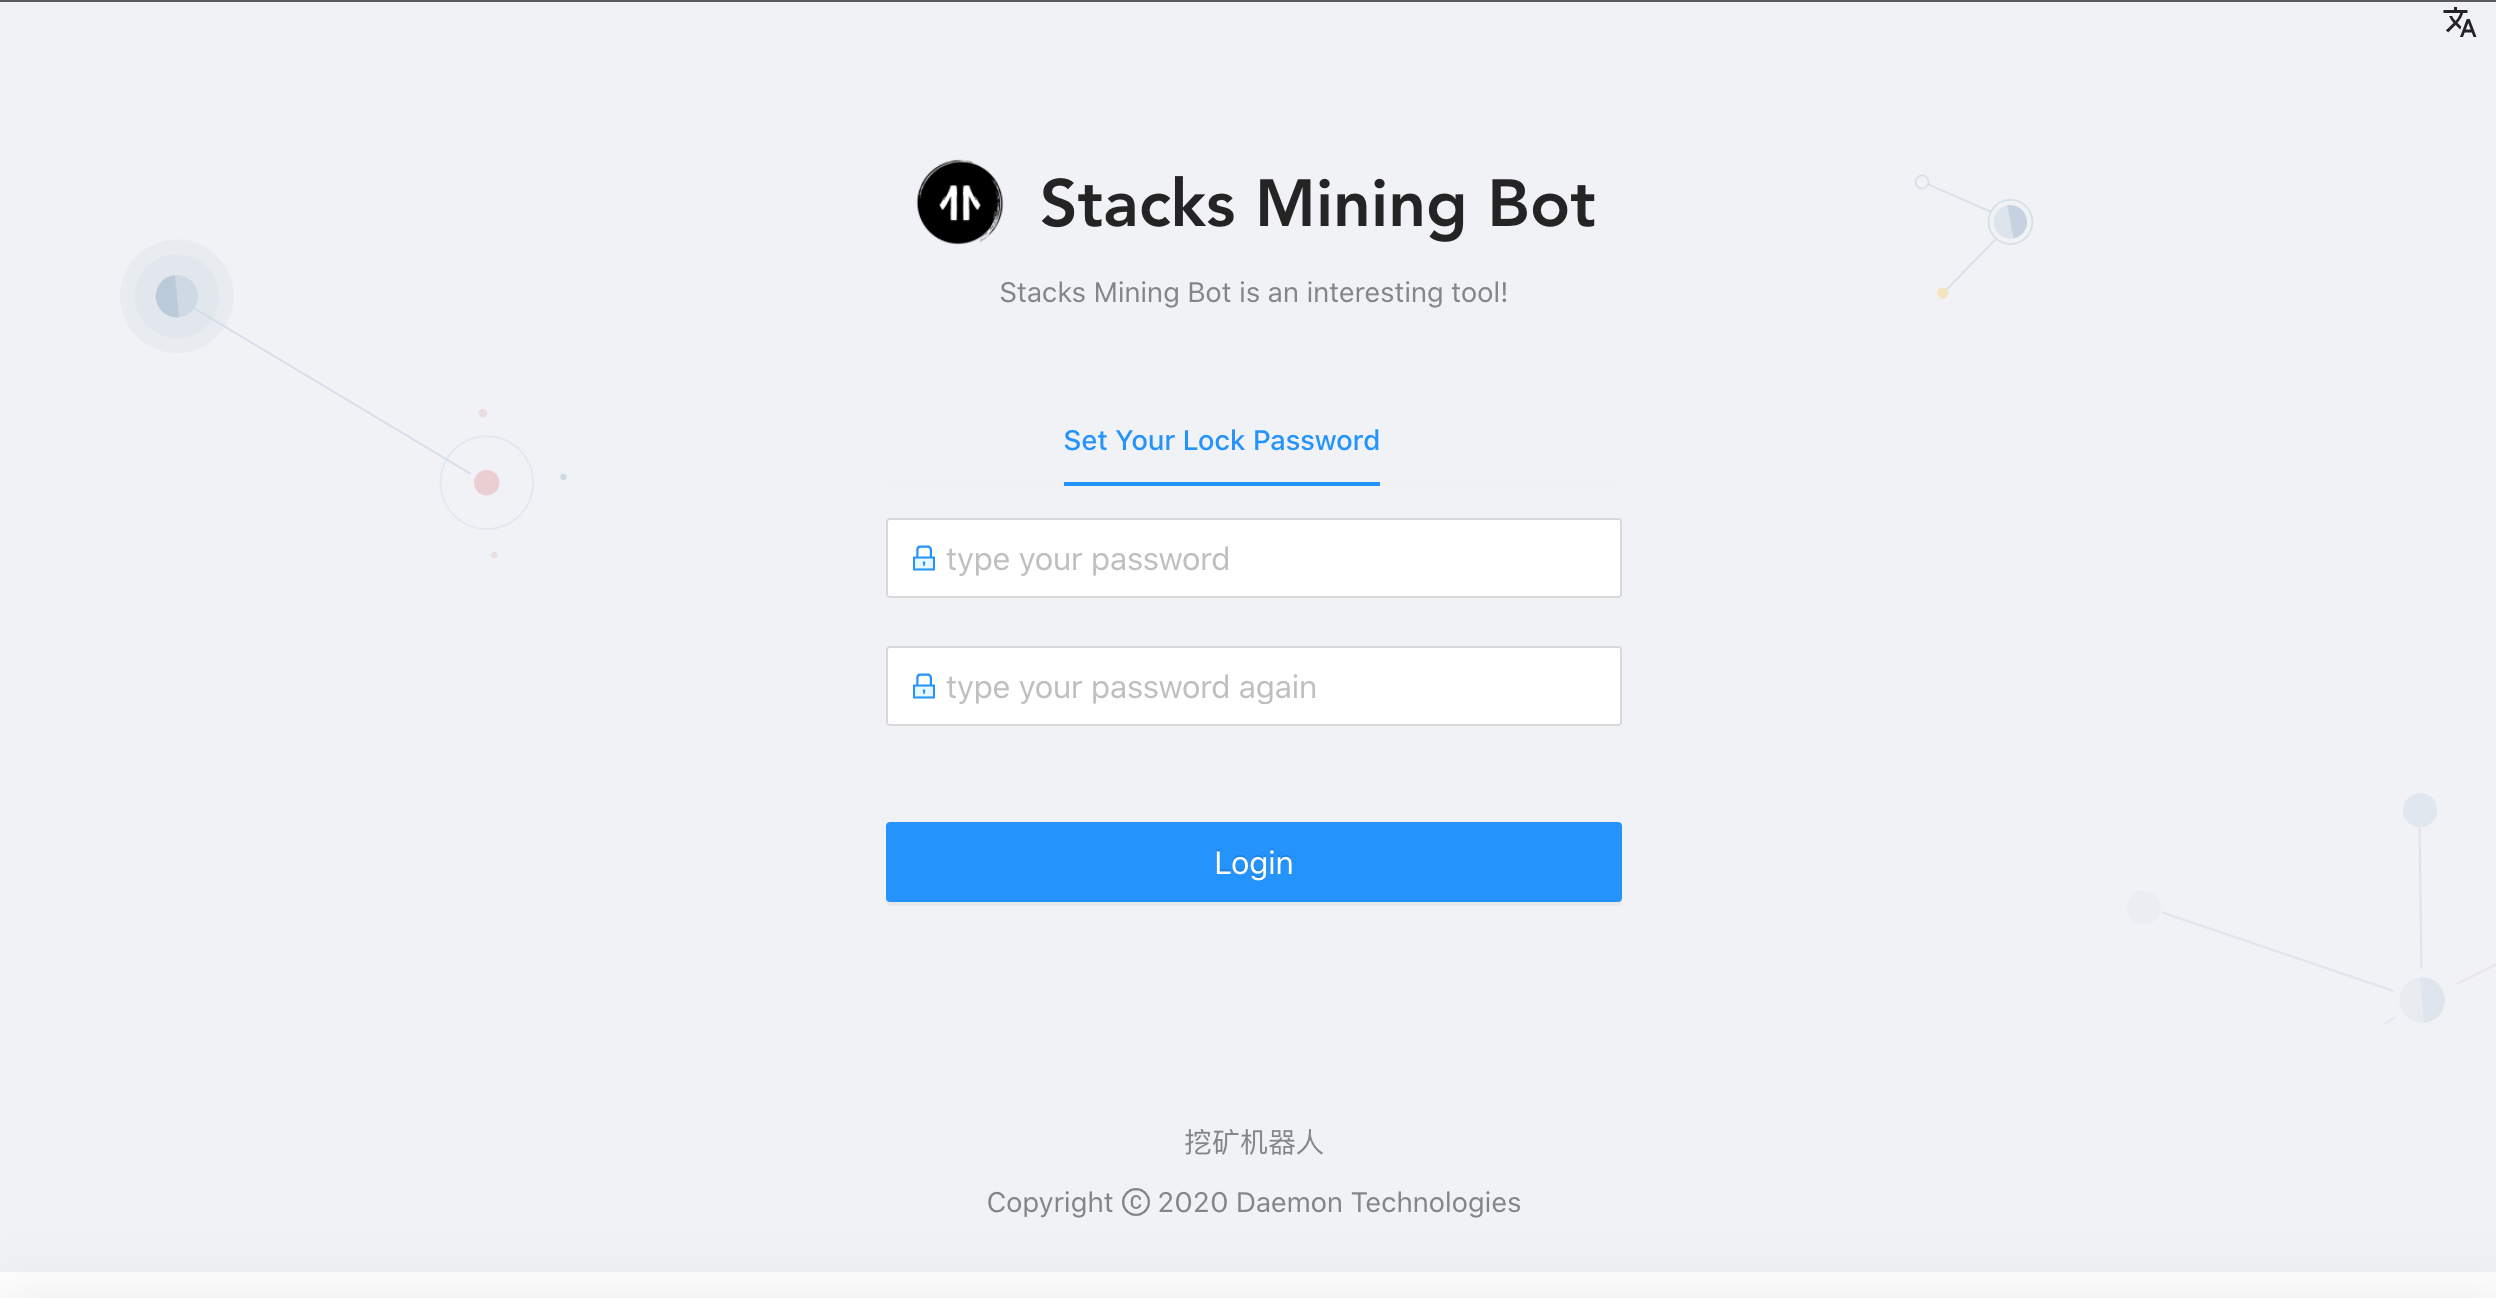 Stacks Mining Bot
Stacks Mining Bot is an interesting tool!
Set Your Lock Password
type your password
type your password again
Login
挖矿机器人
Copyright © 2020 Daemon Technologies